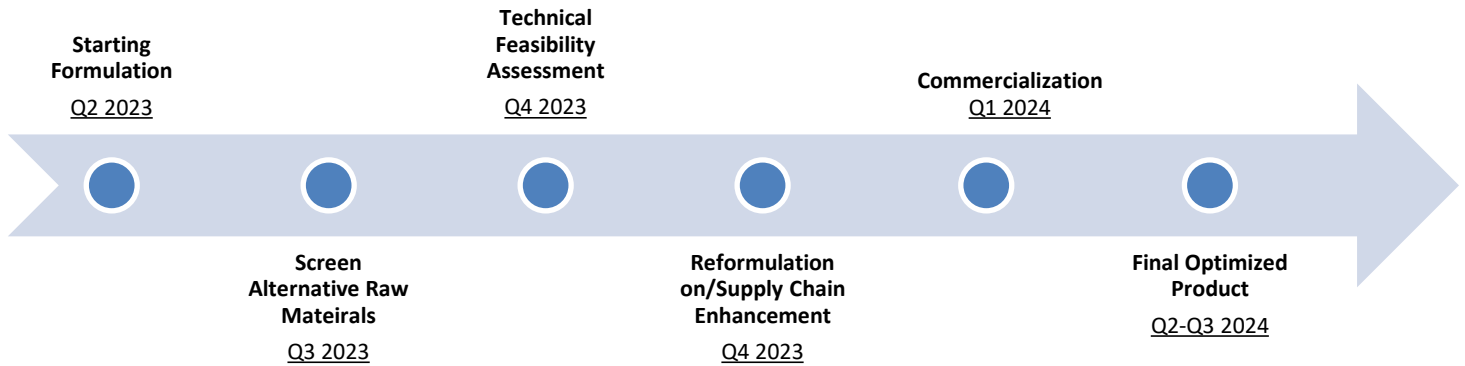 Starting
Formulation
Q2 2023
Screen
Alternative Raw
Mateirals
Q3 2023
Technical
Feasibility
Assessment
Q4 2023
Reformulation
on/Supply Chain
Enhancement
Q4 2023
Commercialization
Q1 2024
Final Optimized
Product
Q2-Q3 2024